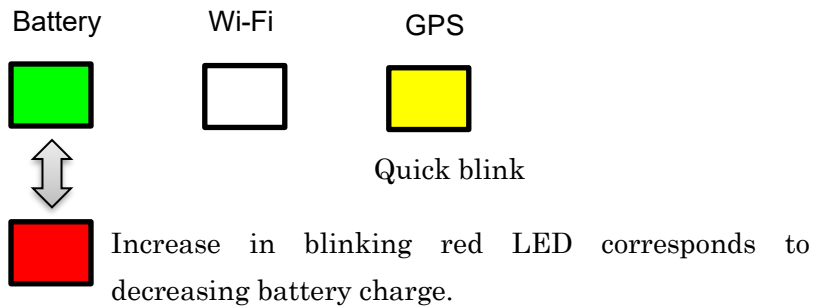 Battery Wi-Fi GPS
Quick blink
Increase in blinking red LED corresponds to
decreasing battery charge.